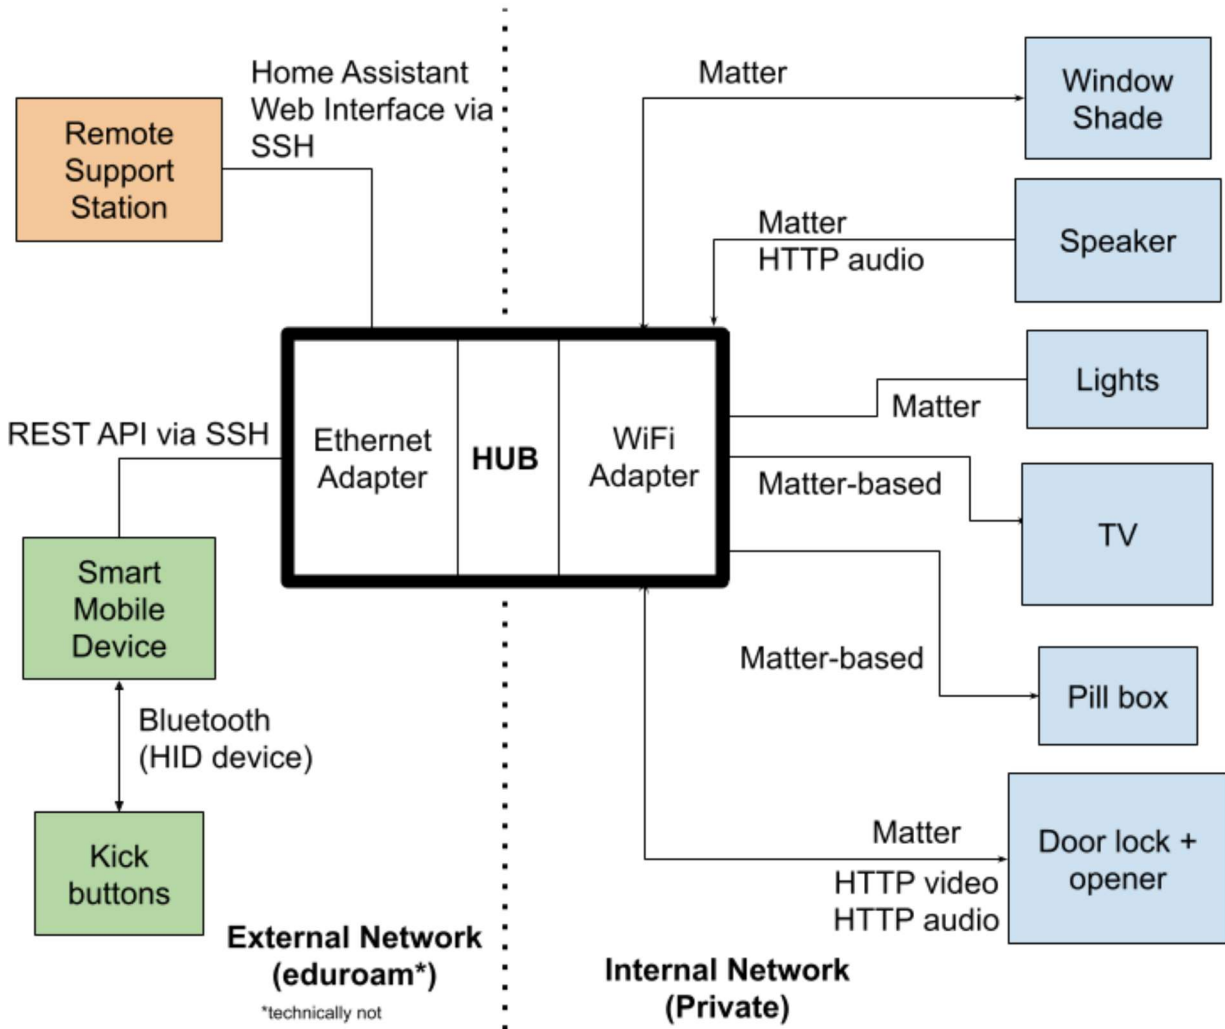 Home Assistant
Web Interface via
SSH
Remote
Support
Station
Matter
Window
Shade
Matter
HTTP audio
Speaker
Lights
Matter
REST API via SSH
Ethernet
Adapter
HUB
WiFi
Adapter
Matter-based
TV
Smart
Mobile
Device
Matter-based
Pill box
Bluetooth
(HID device)
Kick
buttons
Matter
HTTP video
HTTP audio
Door lock +
opener
External Network
(eduroam*)
*technically not
Internal Network
(Private)